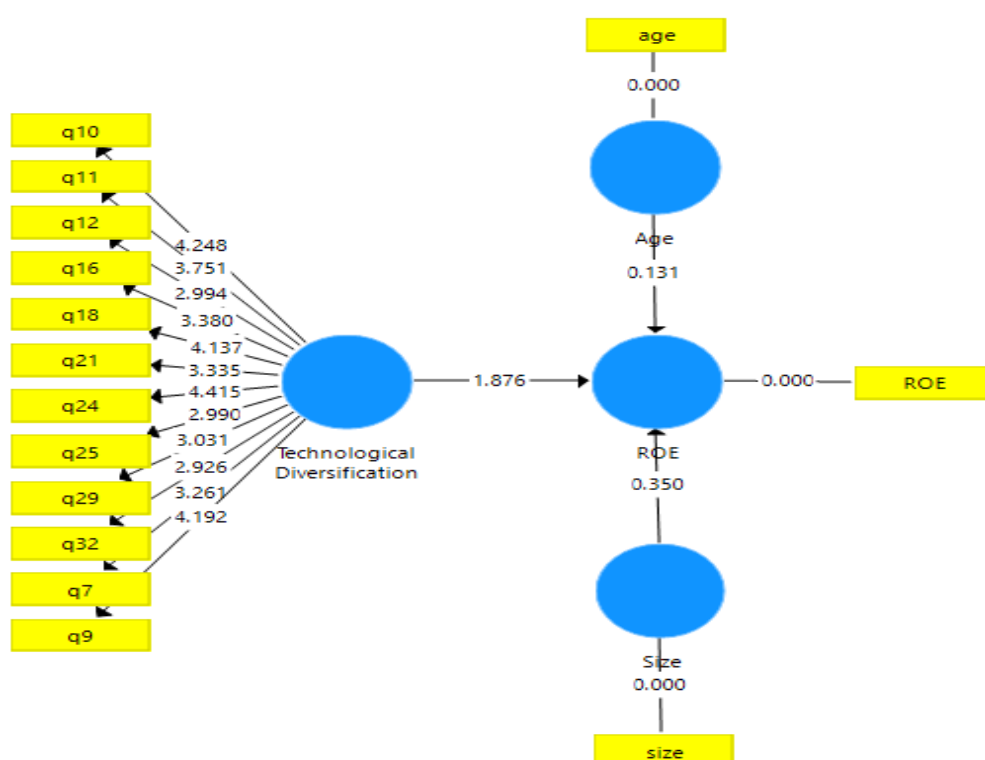 age
0.000
Age
0.131
q10
q11
q12
q16
q18
q21
q24
q25
q29
q32
q7
q9
4.248
3.751
2.994
3.380
4.137
3.335
4.415
2.990
3.031
2.926
3.261
4.192
Technological
Diversification
1.876
ROE
0.000
ROE
0.350
Size
0.000
size